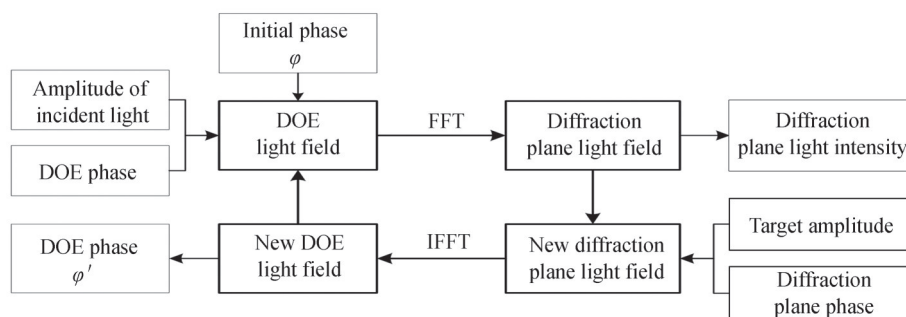 Initial phase
φ
Amplitude of
incident light
DOE phase
DOE
light field
FFT
Diffraction
plane light field
Diffraction
plane light intensity
DOE phase
φ′
New DOE
light field
IFFT
New diffraction
plane light field
Target amplitude
Diffraction
plane phase